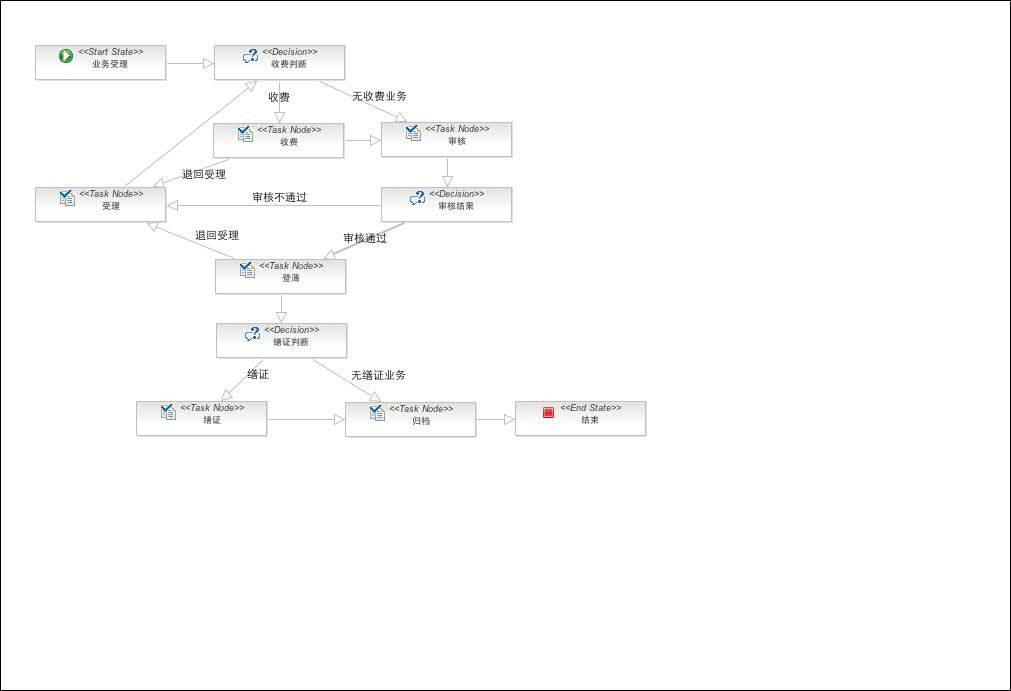 <<Start State>>
业务受理
<<Decision>>
收费判断
收费
无收费业务
<<Task Node>>
收费
<<Task Node>>
审核
退回受理
<<Task Node>>
受理
审核不通过
<<Decision>>
审核结果
退回受理
审核通过
<<Task Node>>
登薄
<<Decision>>
缮证判断
缮证
无缮证业务
<<Task Node>>
缮证
<<Task Node>>
归档
<<End State>>
结束